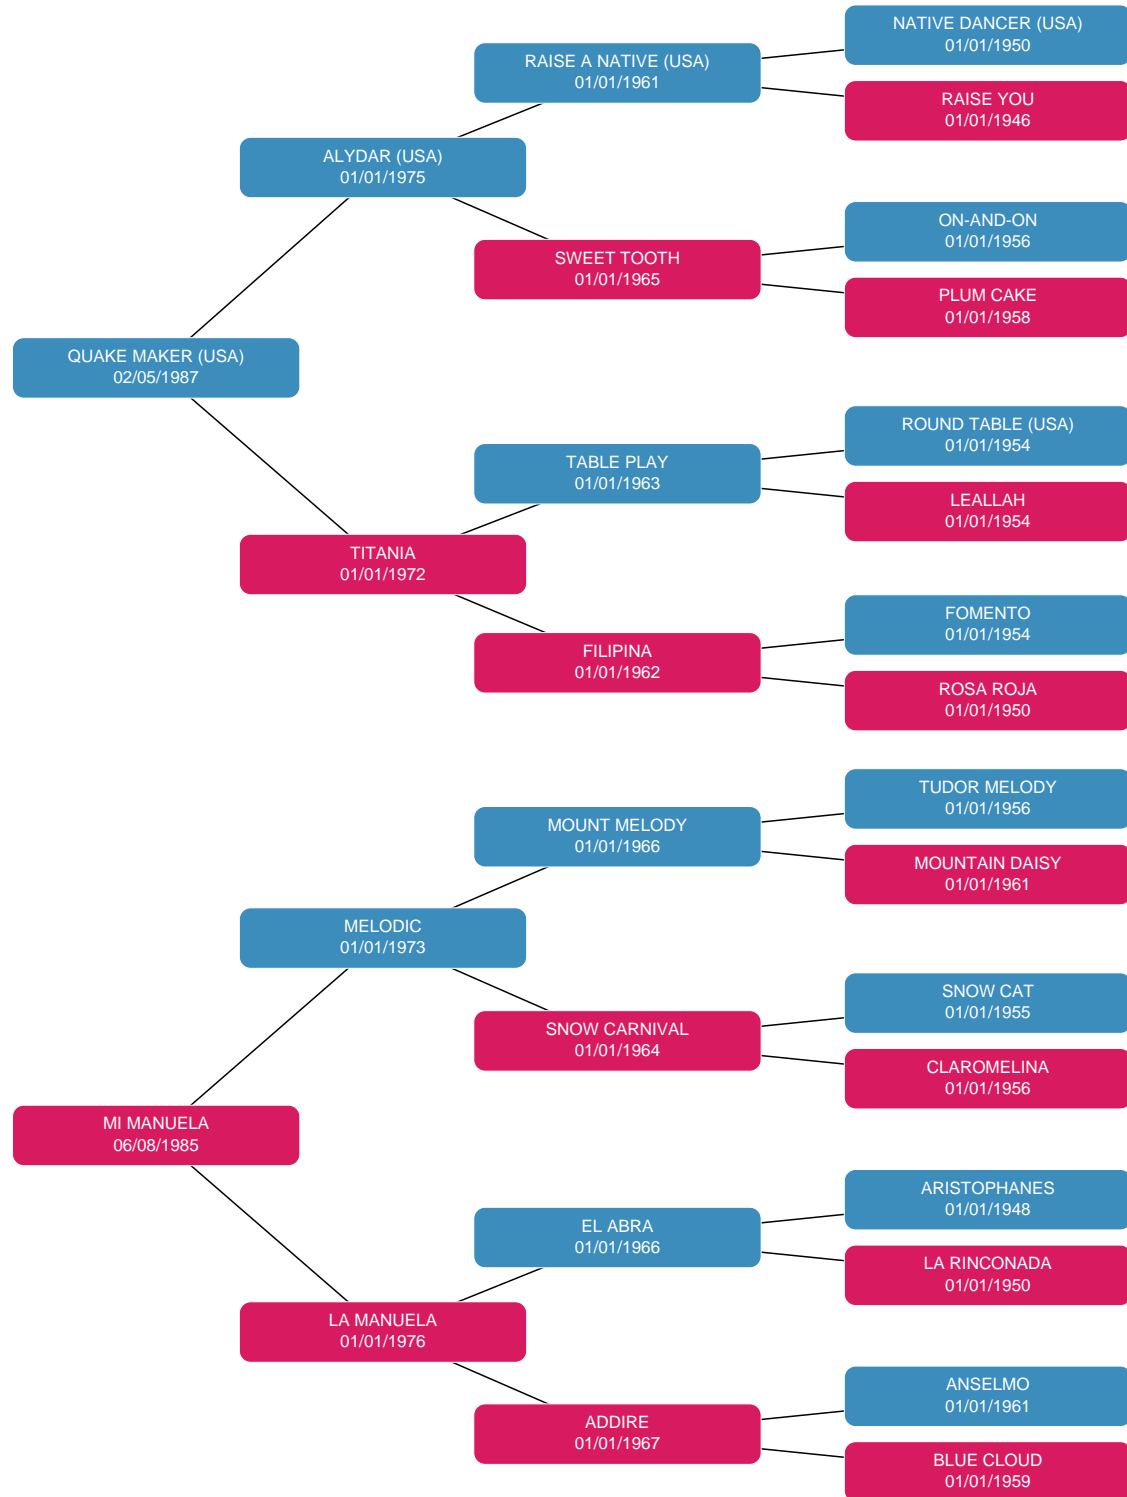 NATIVE DANCER (USA)
01/01/1950
RAISE A NATIVE (USA)
01/01/1961
RAISE YOU
01/01/1946
ALYDAR (USA)
01/01/1975
ON-AND-ON
01/01/1956
SWEET TOOTH
01/01/1965
PLUM CAKE
01/01/1958
QUAKE MAKER (USA)
02/05/1987
ROUND TABLE (USA)
01/01/1954
TABLE PLAY
01/01/1963
LEALLAH
01/01/1954
TITANIA
01/01/1972
FOMENTO
01/01/1954
FILIPINA
01/01/1962
ROSA ROJA
01/01/1950
TUDOR MELODY
01/01/1956
MOUNT MELODY
01/01/1966
MOUNTAIN DAISY
01/01/1961
MELODIC
01/01/1973
SNOW CAT
01/01/1955
SNOW CARNIVAL
01/01/1964
CLAROMELINA
01/01/1956
MI MANUELA
06/08/1985
ARISTOPHANES
01/01/1948
EL ABRA
01/01/1966
LA RINCONADA
01/01/1950
LA MANUELA
01/01/1976
ANSELMO
01/01/1961
ADDIRE
01/01/1967
BLUE CLOUD
01/01/1959